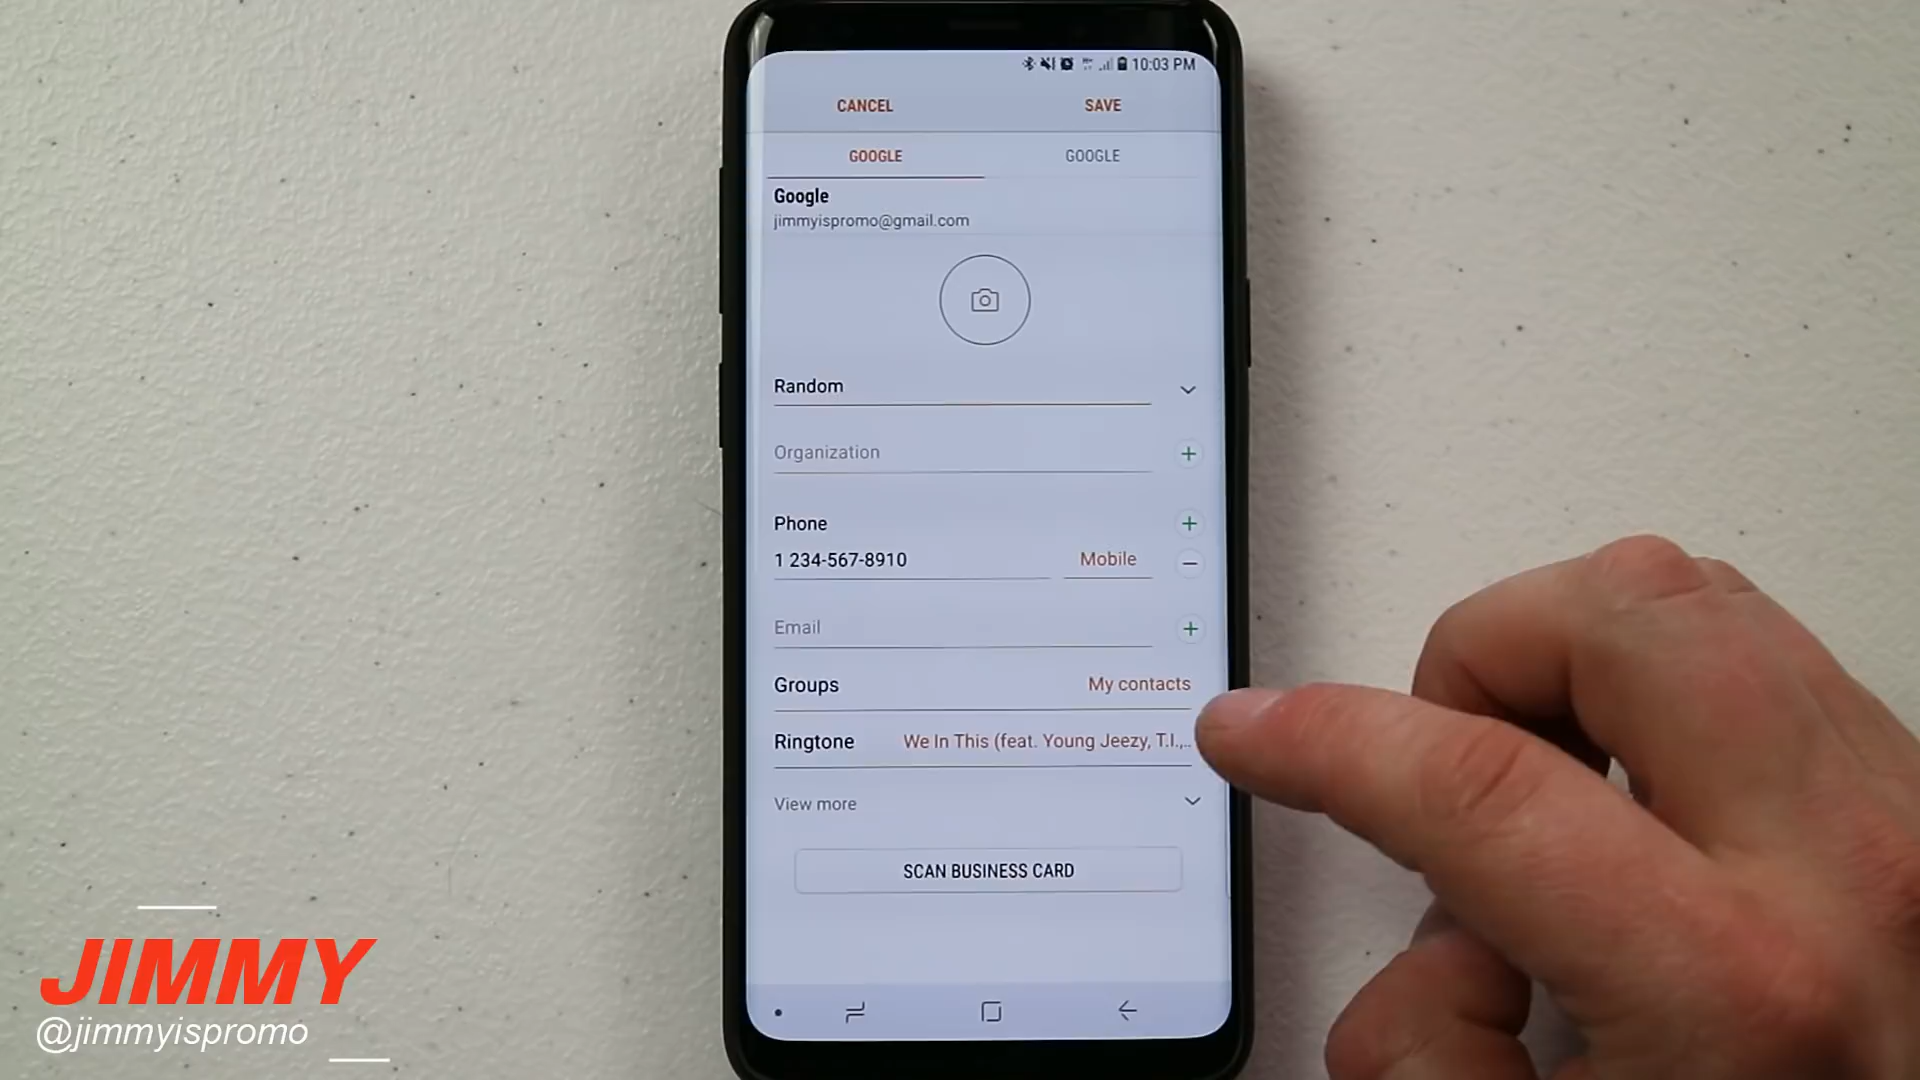 10:03 PM
CANCEL SAVE
GOOGLE GOOGLE
Google
jimmyispromo@gmail.com
Random
Organization
Phone
1 234-567-8910 Mobile
Email
Groups My contacts
Ringtone We In This (feat. Young Jeezy, T.I.,..
View more
SCAN BUSINESS CARD
JIMMY
@jimmyispromo